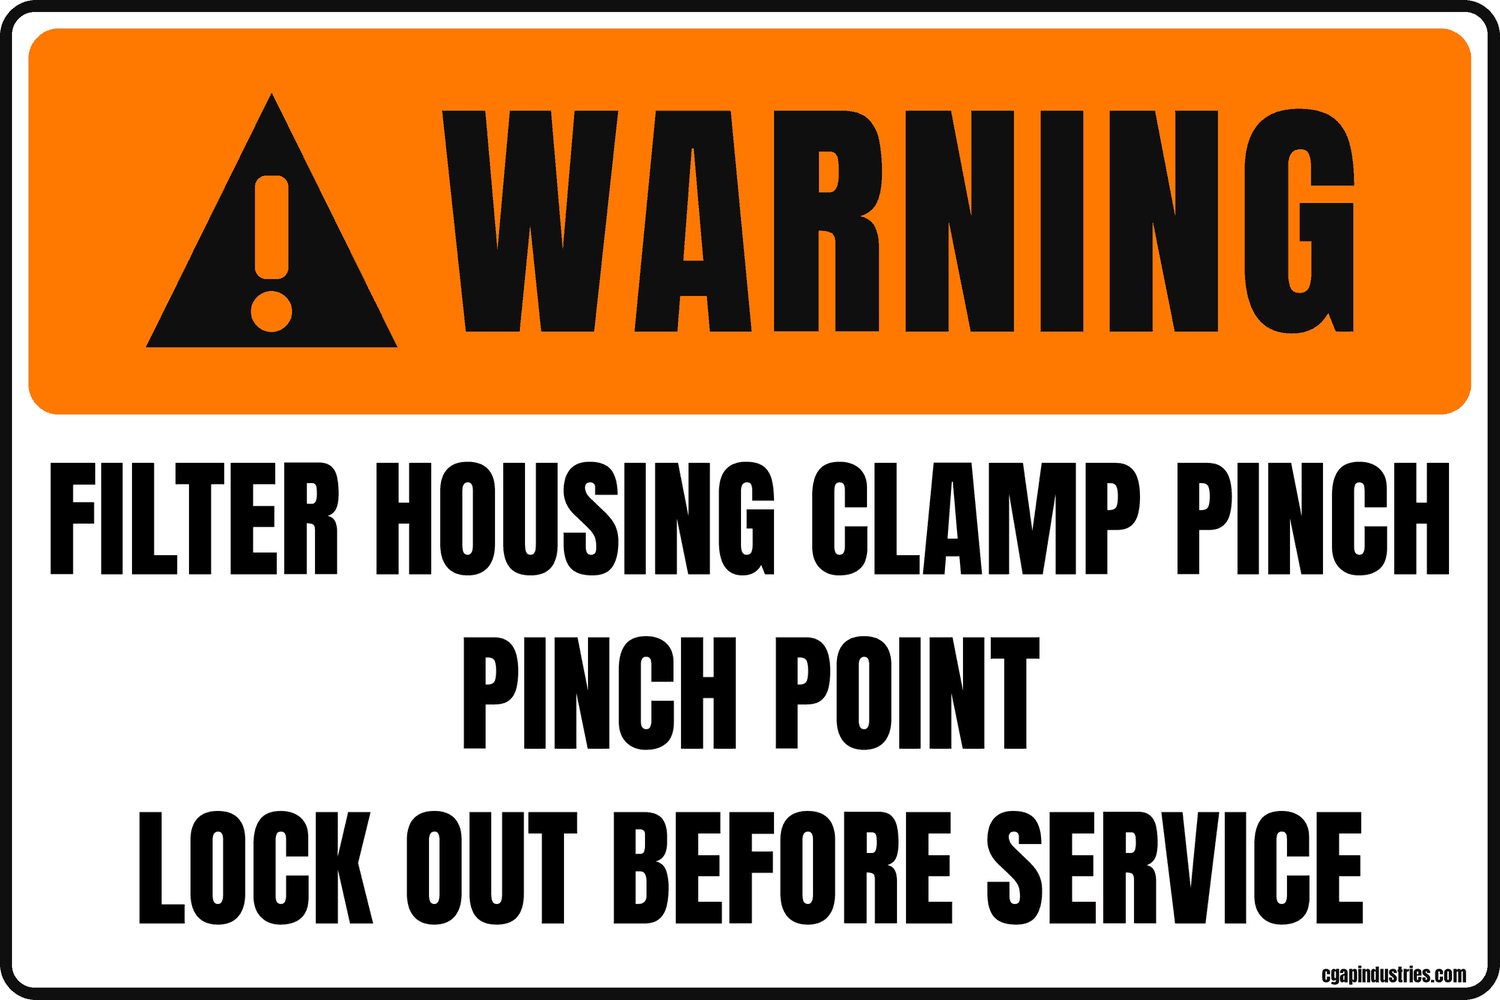 WARNING
FILTER HOUSING CLAMP PINCH
PINCH POINT
LOCK OUT BEFORE SERVICE
cgapindustries.com